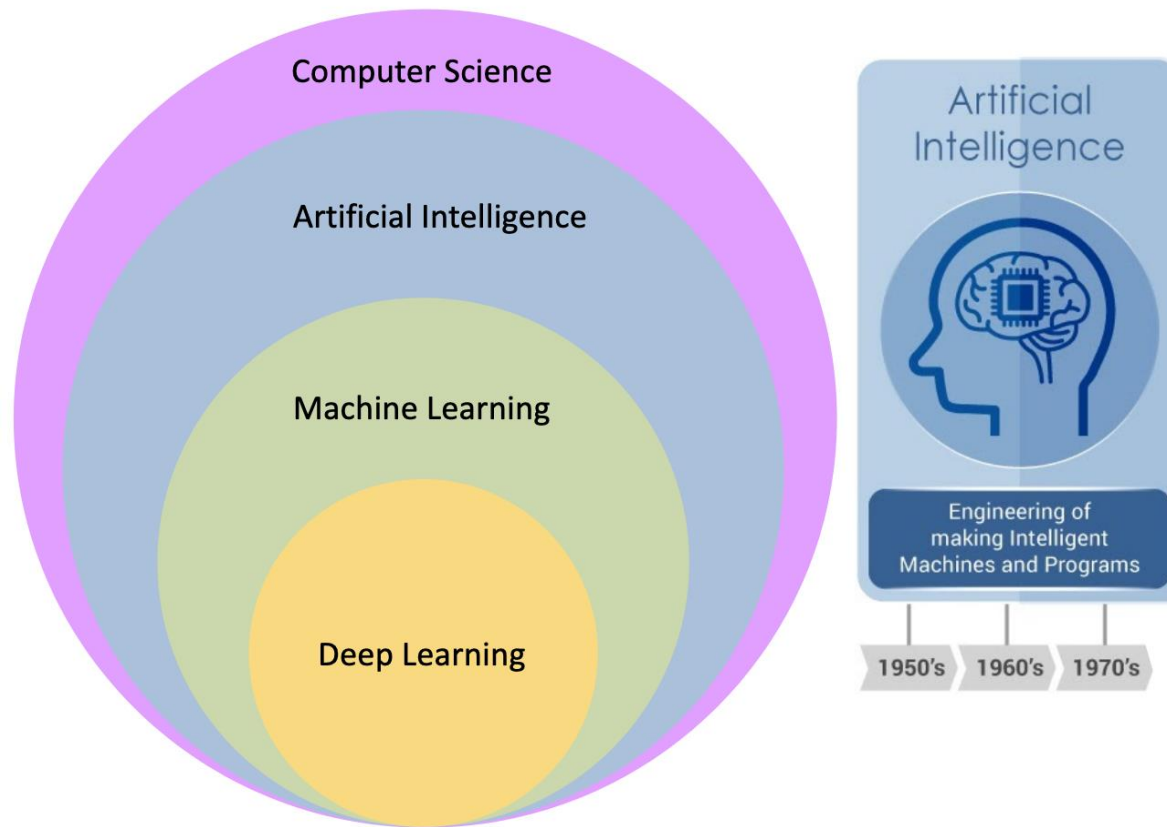 Computer Science
Artificial Intelligence
Machine Learning
Deep Learning
Artificial
Intelligence
Engineering of
making Intelligent
Machines and Programs
1950's 1960's 1970's